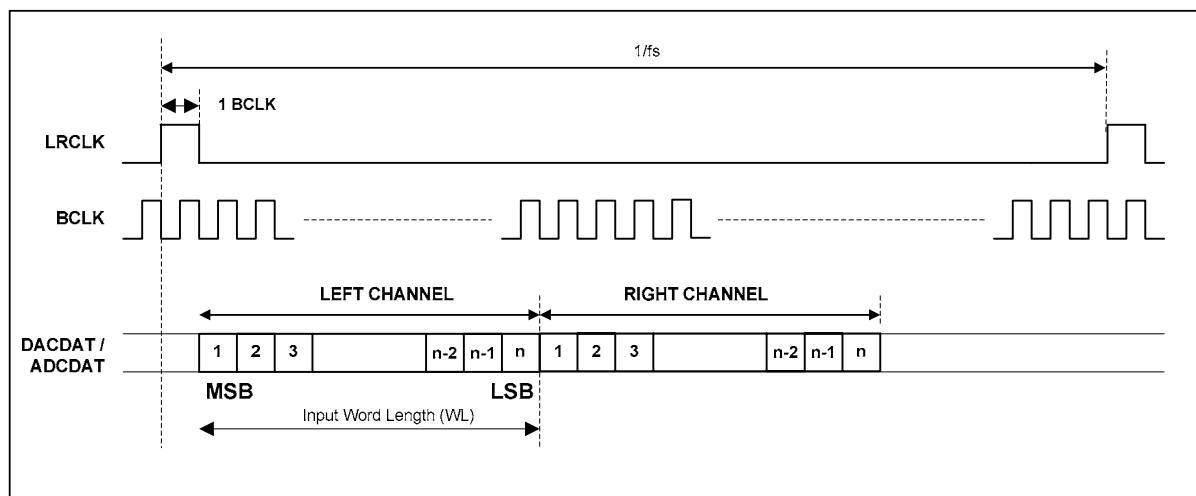 1/fs
1 BCLK
LRCLK
BCLK
LEFT CHANNEL
RIGHT CHANNEL
DACDAT /
ADCDAT
1 2 3 n-2 n-1 n 1 2 3 n-2 n-1 n
MSB LSB
Input Word Length (WL)